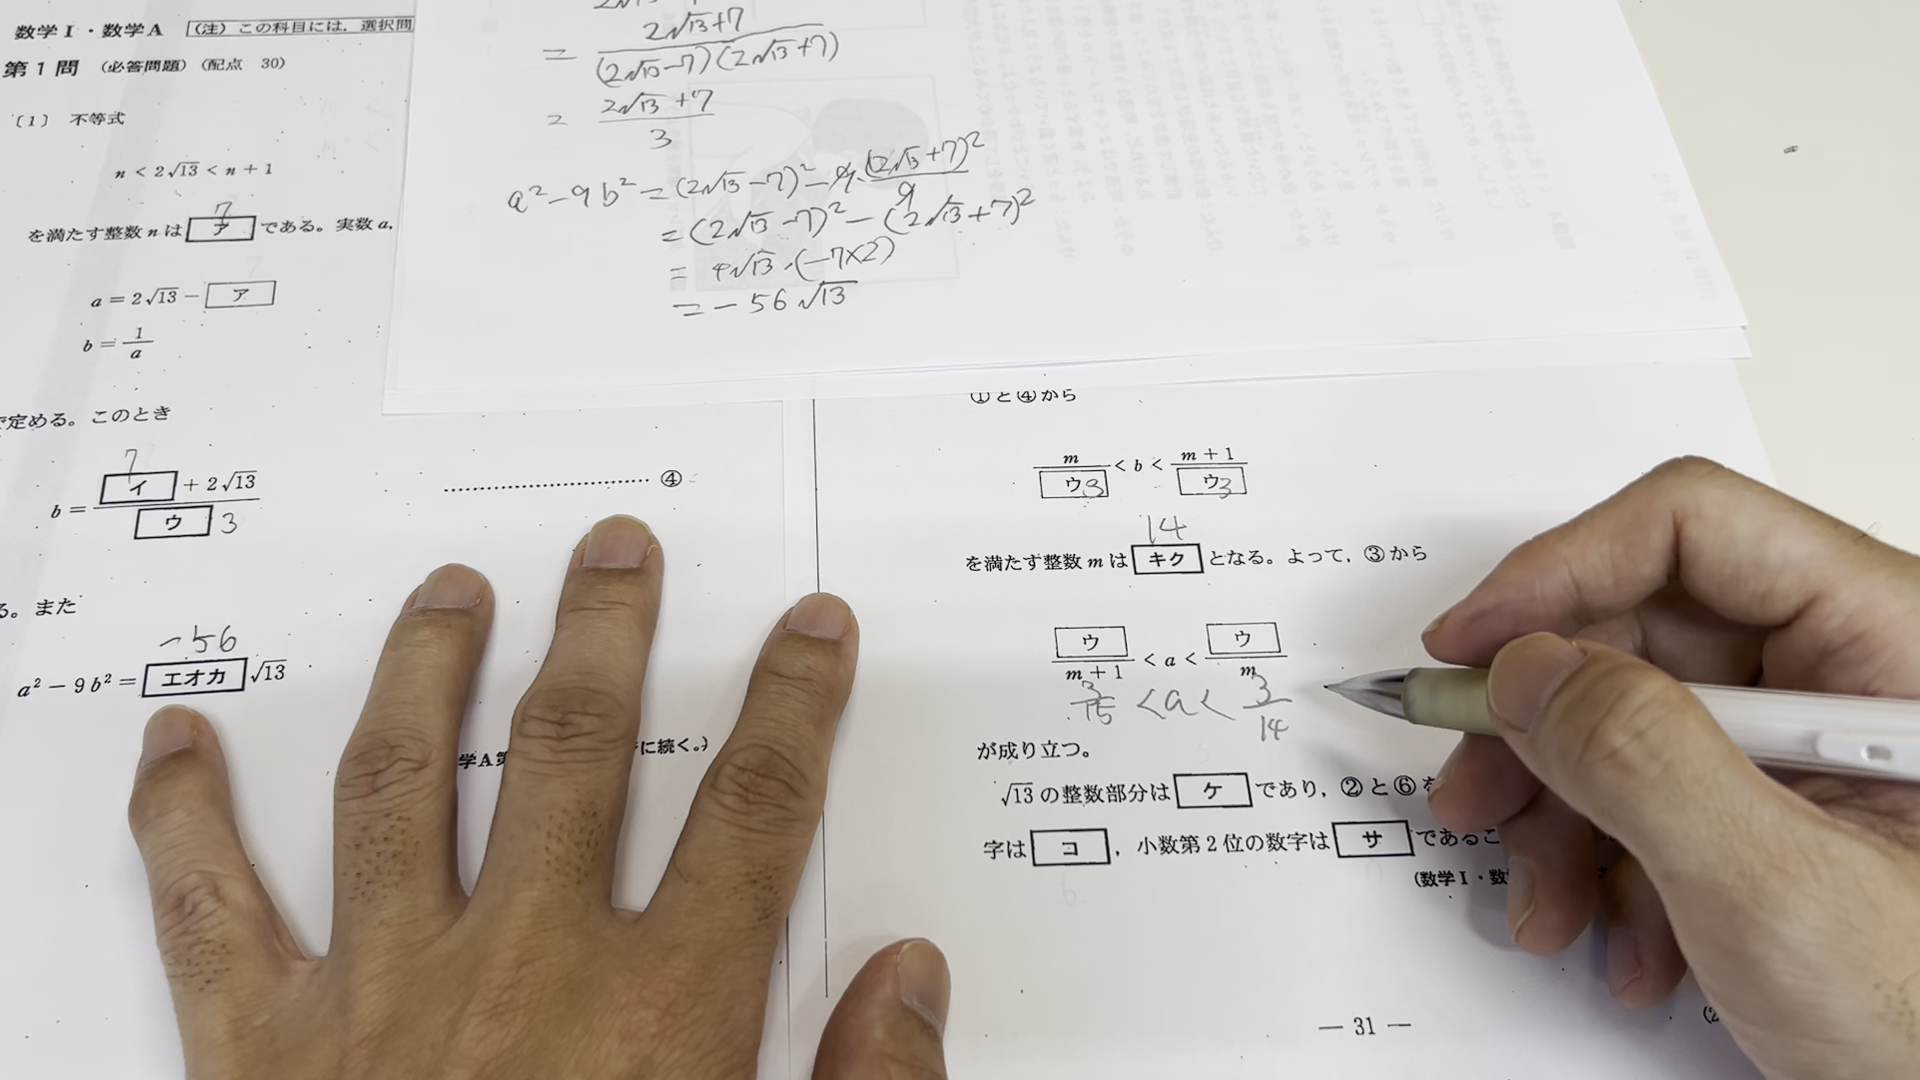 数学Ⅰ・数学A (注) この科目には,選択問
第1問 (必答問題) (配点 30)
〔1〕 不等式
n < 2√13 < n + 1
7
を満たす整数 n は ア である。実数 a,
a = 2√13 − ア
b = 1/a
で定める。このとき
7
b = (イ + 2√13)/ウ 3 ④
る。また
-56
a² − 9b² = エオカ √13
学A第
に続く。)
= (2√13+7)/((2√13-7)(2√13+7))
= (2√13+7)/3
a²-9b² = (2√13-7)²-9・(2√13+7)²/9
= (2√13-7)²-(2√13+7)²
= 4√13・(-7×2)
= -56√13
①と④から
m/ウ3 < b < (m + 1)/ウ3
14
を満たす整数 m は キク となる。よって,③から
ウ/(m + 1) < a < ウ/m
3/15 < a < 3/14
が成り立つ。
√13 の整数部分は ケ であり,②と⑥を
字は コ ,小数第2位の数字は サ であるこ
(数学Ⅰ・数
— 31 —
(2